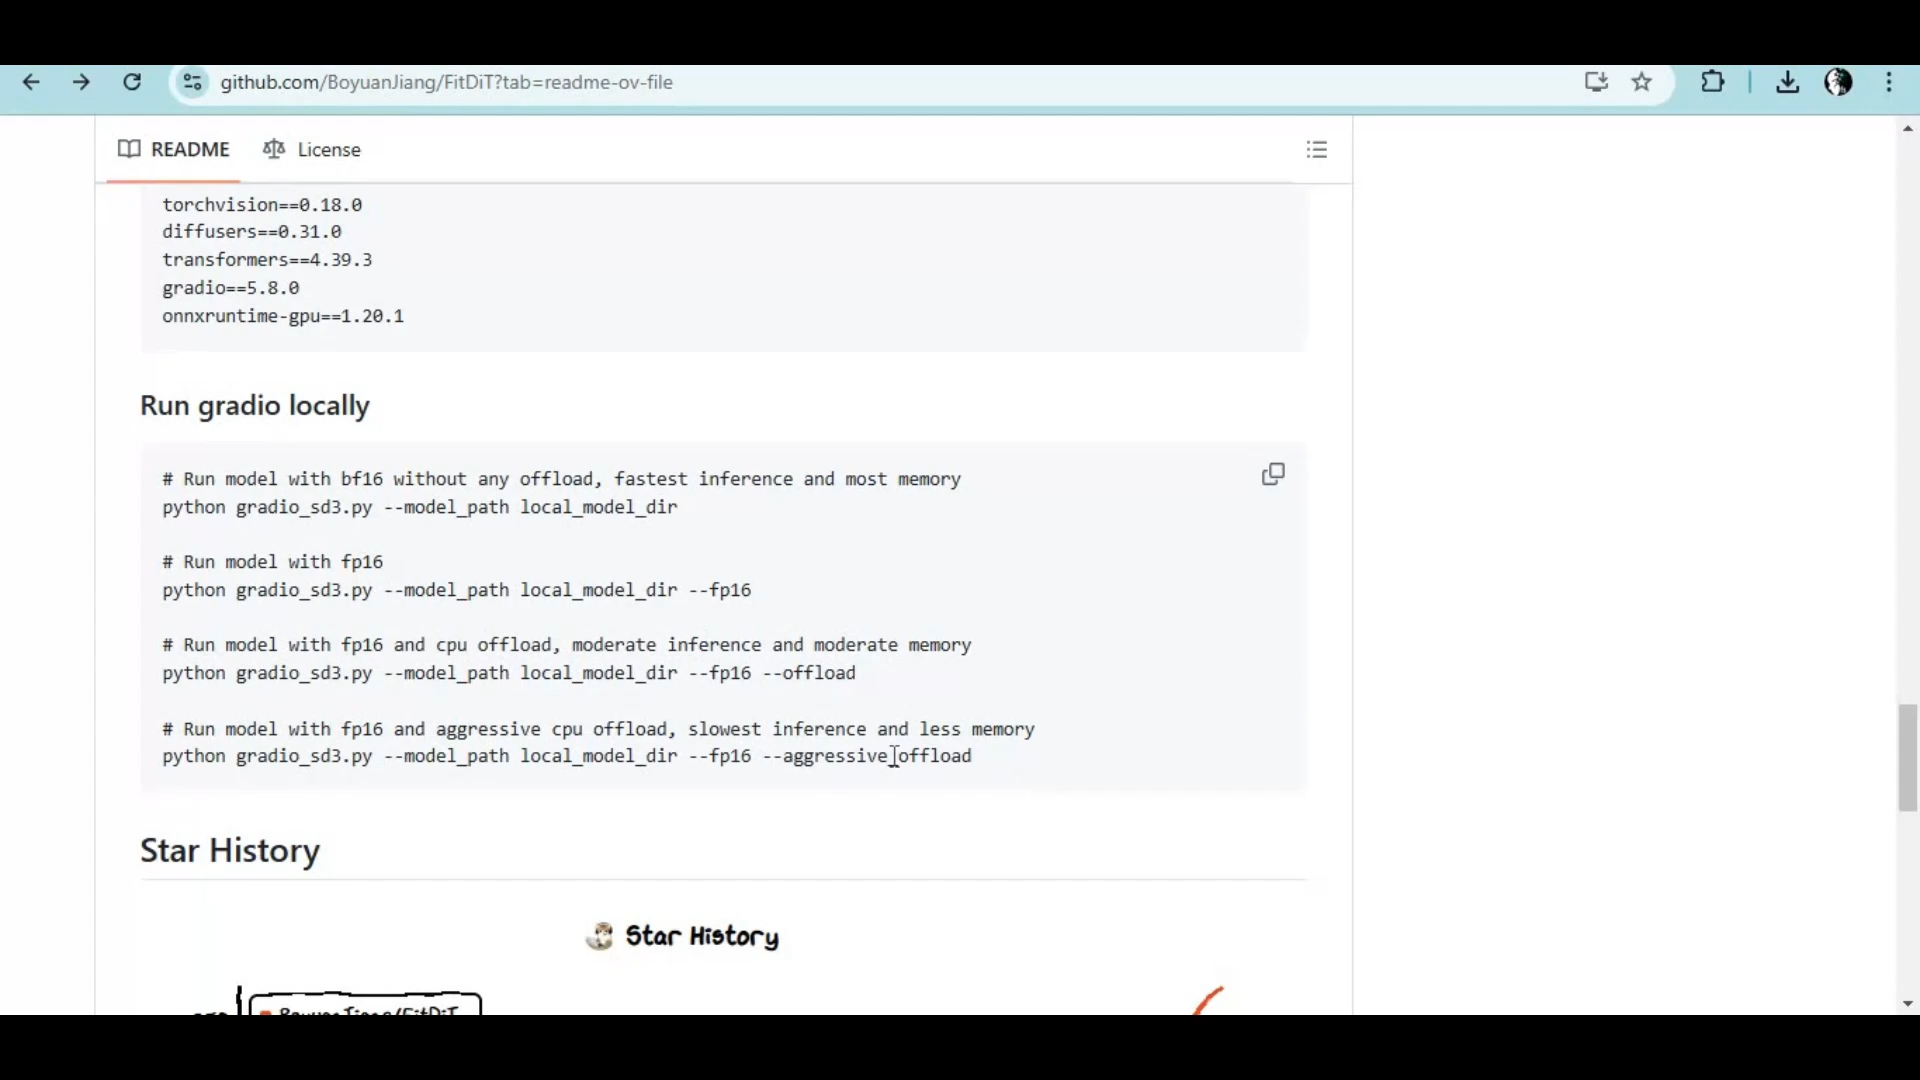 github.com/BoyuanJiang/FitDiT?tab=readme-ov-file
README
License
torchvision==0.18.0
diffusers==0.31.0
transformers==4.39.3
gradio==5.8.0
onnxruntime-gpu==1.20.1
Run gradio locally
# Run model with bf16 without any offload, fastest inference and most memory
python gradio_sd3.py --model_path local_model_dir
# Run model with fp16
python gradio_sd3.py --model_path local_model_dir --fp16
# Run model with fp16 and cpu offload, moderate inference and moderate memory
python gradio_sd3.py --model_path local_model_dir --fp16 --offload
# Run model with fp16 and aggressive cpu offload, slowest inference and less memory
python gradio_sd3.py --model_path local_model_dir --fp16 --aggressive_offload
Star History
Star History
BoyuanJiang/FitDiT